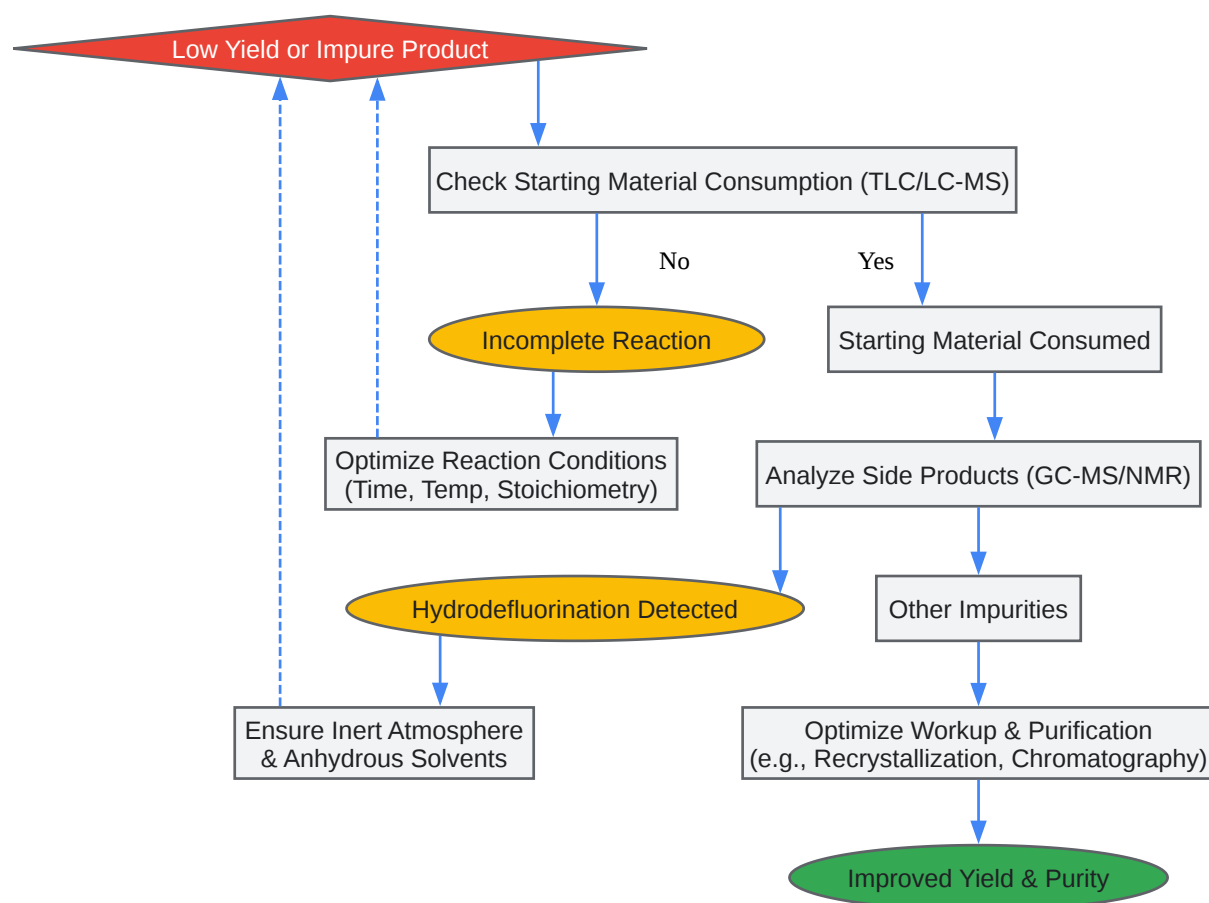 Low Yield or Impure Product
Check Starting Material Consumption (TLC/LC-MS)
No
Yes
Incomplete Reaction
Starting Material Consumed
Optimize Reaction Conditions
(Time, Temp, Stoichiometry)
Analyze Side Products (GC-MS/NMR)
Hydrodefluorination Detected
Other Impurities
Ensure Inert Atmosphere
& Anhydrous Solvents
Optimize Workup & Purification
(e.g., Recrystallization, Chromatography)
Improved Yield & Purity